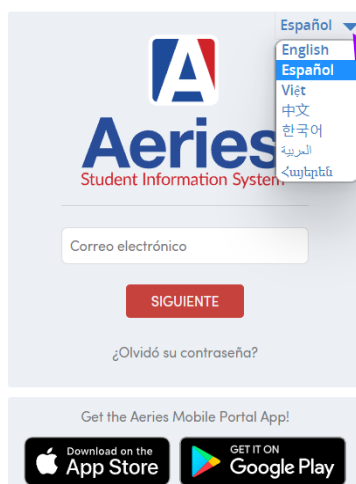 Español
English
Español
Việt
中文
한국어
العربية
Հայերեն
Aeries
Student Information System
Correo electrónico
SIGUIENTE
¿Olvidó su contraseña?
Get the Aeries Mobile Portal App!
Download on the
App Store
GET IT ON
Google Play